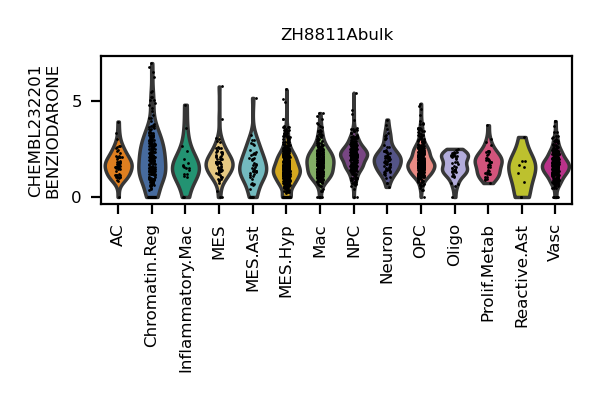 ZH8811Abulk
CHEMBL232201
BENZIODARONE
5
0
AC
Chromatin.Reg
Inflammatory.Mac
MES
MES.Ast
MES.Hyp
Mac
NPC
Neuron
OPC
Oligo
Prolif.Metab
Reactive.Ast
Vasc